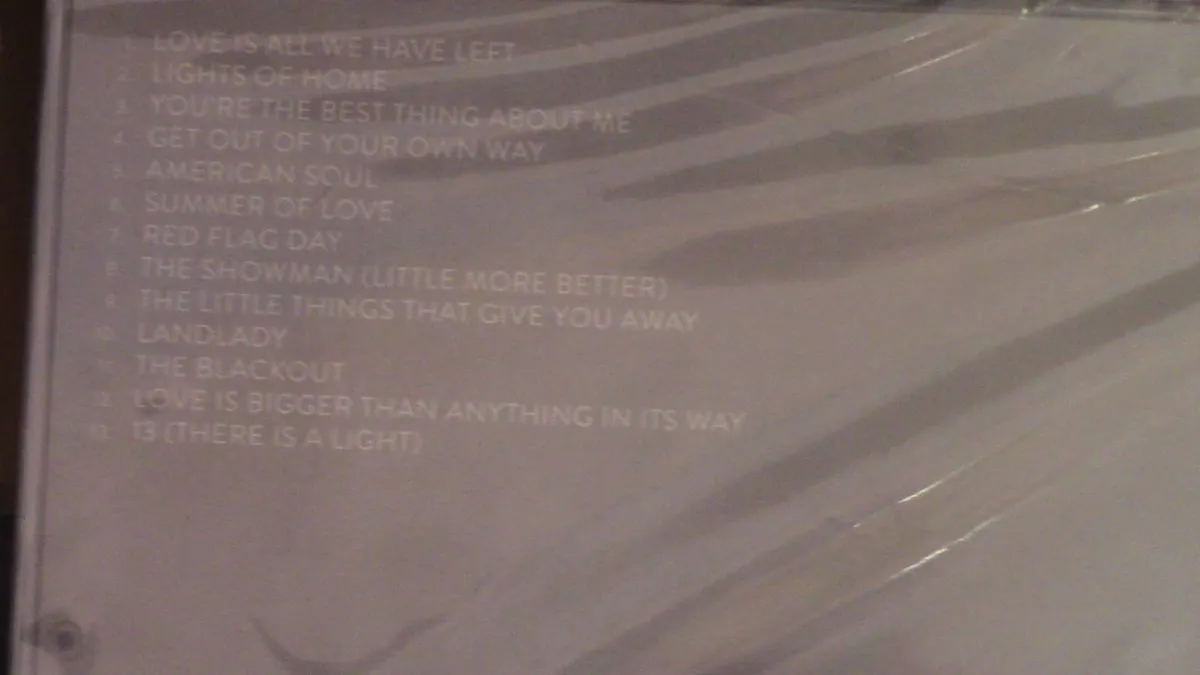 1. LOVE IS ALL WE HAVE LEFT
2. LIGHTS OF HOME
3. YOU'RE THE BEST THING ABOUT ME
4. GET OUT OF YOUR OWN WAY
5. AMERICAN SOUL
6. SUMMER OF LOVE
7. RED FLAG DAY
8. THE SHOWMAN (LITTLE MORE BETTER)
9. THE LITTLE THINGS THAT GIVE YOU AWAY
10. LANDLADY
11. THE BLACKOUT
12. LOVE IS BIGGER THAN ANYTHING IN ITS WAY
13. 13 (THERE IS A LIGHT)